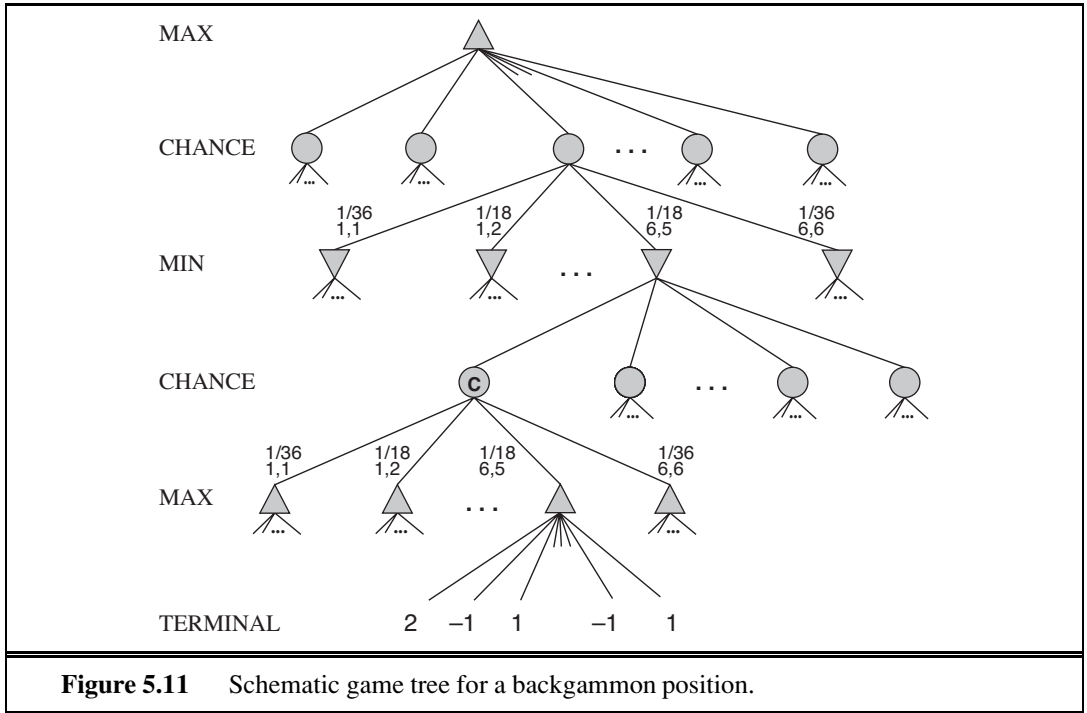 MAX
CHANCE
...
... ... ... ... ...
1/36 1/18 1/18 1/36
1,1 1,2 6,5 6,6
MIN
...
... ... ...
CHANCE
C
...
... ... ...
1/36 1/18 1/18 1/36
1,1 1,2 6,5 6,6
MAX
...
... ... ...
TERMINAL 2 –1 1 –1 1
Figure 5.11 Schematic game tree for a backgammon position.